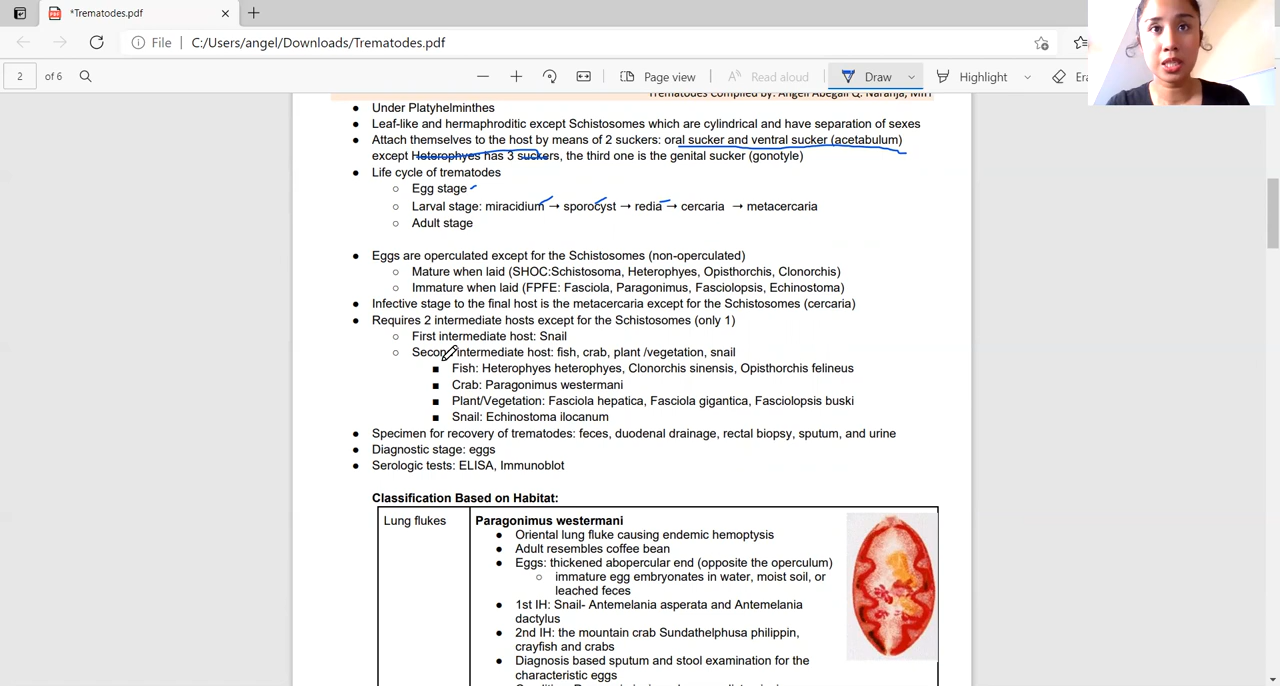 *Trematodes.pdf
File
C:/Users/angel/Downloads/Trematodes.pdf
2
of 6
Page view
Read aloud
Draw
Highlight
Trematodes Compiled by: Angeli Abegail Q. Naranja, MTrT
• Under Platyhelminthes
• Leaf-like and hermaphroditic except Schistosomes which are cylindrical and have separation of sexes
• Attach themselves to the host by means of 2 suckers: oral sucker and ventral sucker (acetabulum)
except Heterophyes has 3 suckers, the third one is the genital sucker (gonotyle)
• Life cycle of trematodes
○ Egg stage
○ Larval stage: miracidium → sporocyst → redia → cercaria → metacercaria
○ Adult stage
• Eggs are operculated except for the Schistosomes (non-operculated)
○ Mature when laid (SHOC:Schistosoma, Heterophyes, Opisthorchis, Clonorchis)
○ Immature when laid (FPFE: Fasciola, Paragonimus, Fasciolopsis, Echinostoma)
• Infective stage to the final host is the metacercaria except for the Schistosomes (cercaria)
• Requires 2 intermediate hosts except for the Schistosomes (only 1)
○ First intermediate host: Snail
○ Second intermediate host: fish, crab, plant /vegetation, snail
■ Fish: Heterophyes heterophyes, Clonorchis sinensis, Opisthorchis felineus
■ Crab: Paragonimus westermani
■ Plant/Vegetation: Fasciola hepatica, Fasciola gigantica, Fasciolopsis buski
■ Snail: Echinostoma ilocanum
• Specimen for recovery of trematodes: feces, duodenal drainage, rectal biopsy, sputum, and urine
• Diagnostic stage: eggs
• Serologic tests: ELISA, Immunoblot
Classification Based on Habitat:
Lung flukes
Paragonimus westermani
• Oriental lung fluke causing endemic hemoptysis
• Adult resembles coffee bean
• Eggs: thickened abopercular end (opposite the operculum)
○ immature egg embryonates in water, moist soil, or
leached feces
• 1st IH: Snail- Antemelania asperata and Antemelania
dactylus
• 2nd IH: the mountain crab Sundathelphusa philippin,
crayfish and crabs
• Diagnosis based sputum and stool examination for the
characteristic eggs